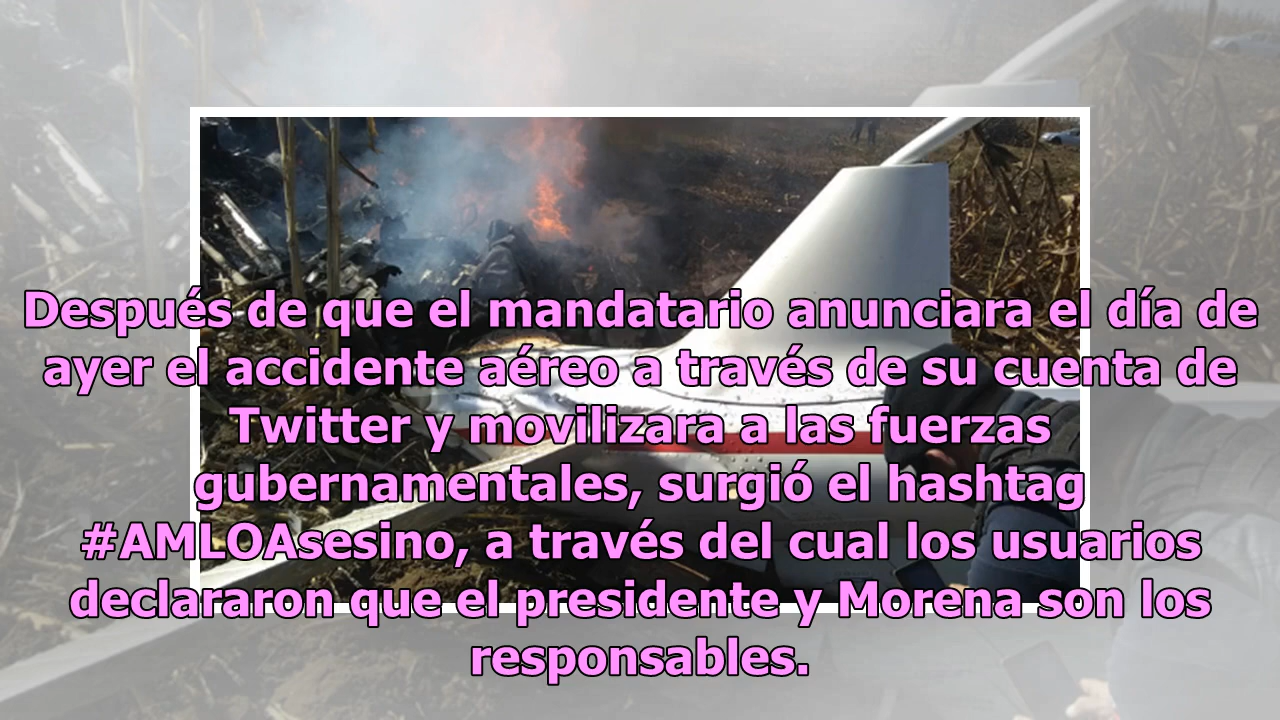 Después de que el mandatario anunciara el día de
ayer el accidente aéreo a través de su cuenta de
Twitter y movilizara a las fuerzas
gubernamentales, surgió el hashtag
#AMLOAsesino, a través del cual los usuarios
declararon que el presidente y Morena son los
responsables.